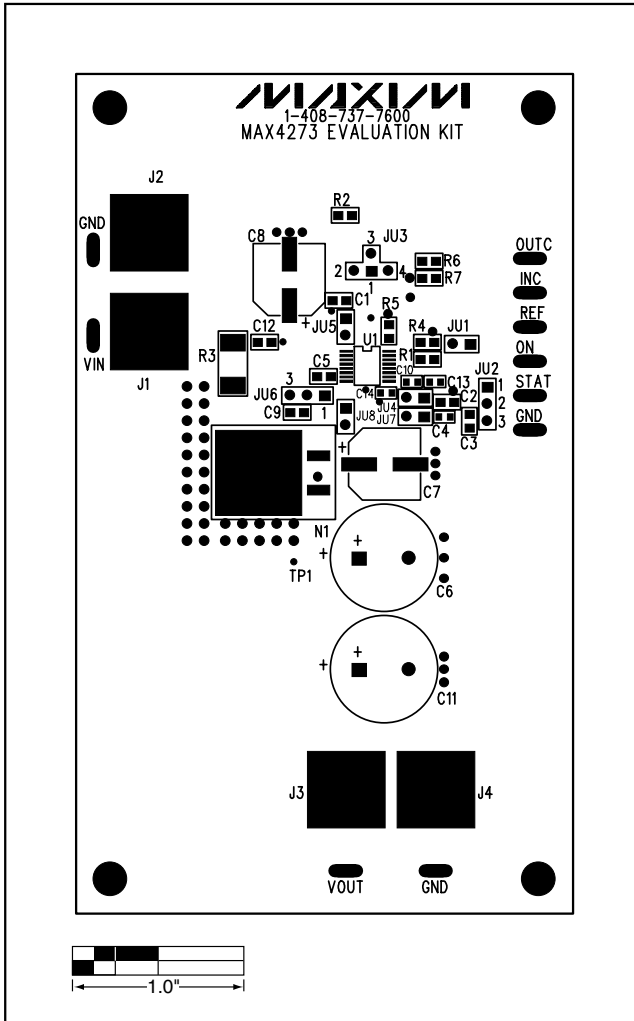 MAXIM
1-408-737-7600
MAX4273 EVALUATION KIT
J2
R2
GND
C8
3
JU3
OUTC
2
4
R6
1
R7
INC
C1
R5
REF
+
JU5
U1
R4
JU1
VIN
J1
R3
C12
R1
ON
C5
C10
C13
JU2
STAT
JU6
3
1
C14
C2
1
2
3
C9
JU8
JU4
JU7
C4
C3
GND
+
C7
N1
+
+
TP1
C6
+
+
C11
J3
J4
VOUT
GND
1.0"